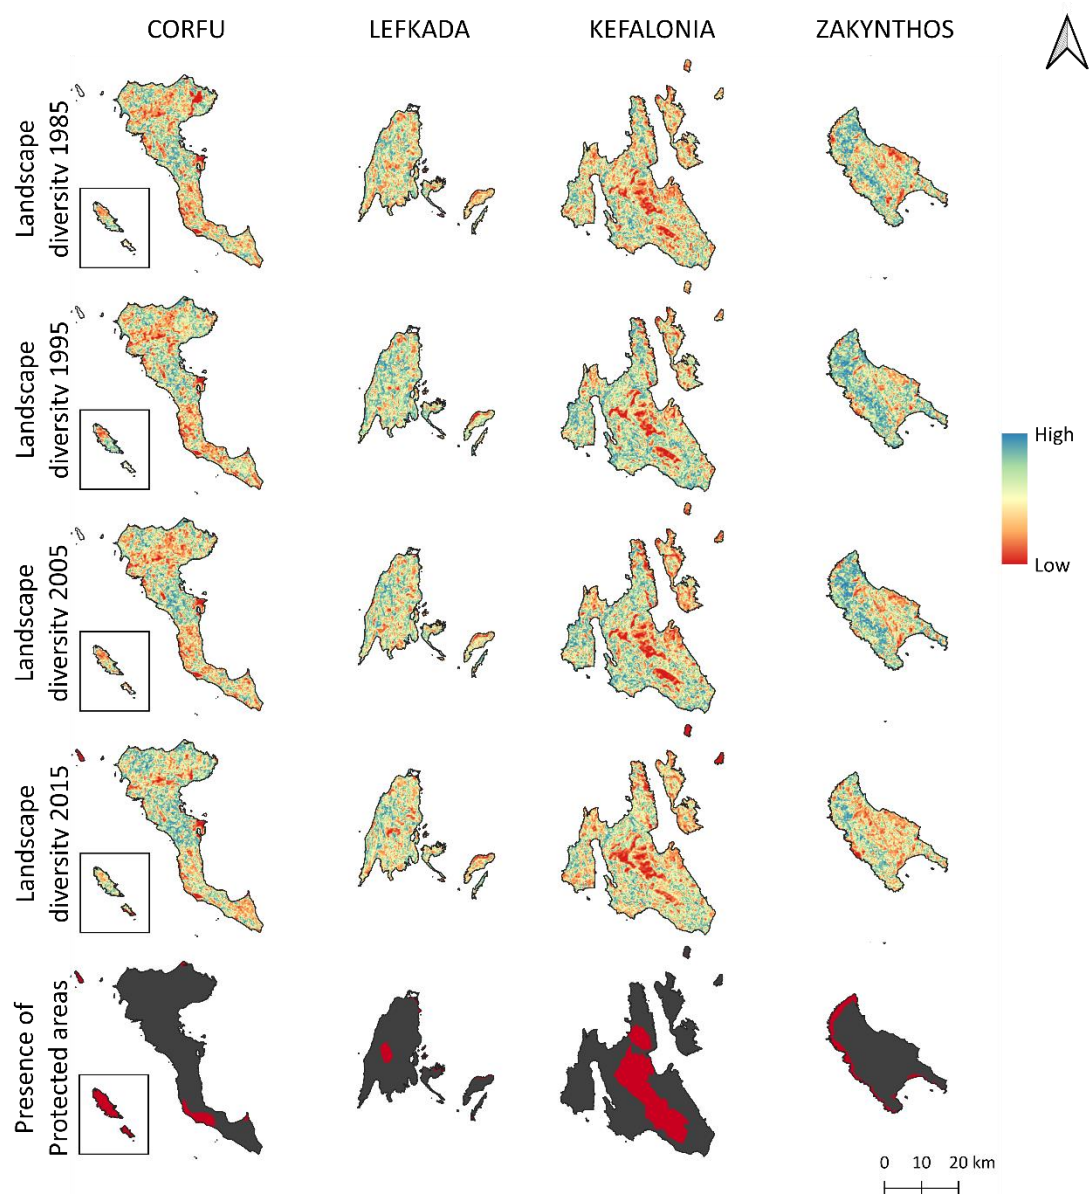 CORFU
LEFKADA
KEFALONIA
ZAKYNTHOS
Landscape
diversity 1985
Landscape
diversity 1995
High
Low
Landscape
diversity 2005
Landscape
diversity 2015
Presence of
Protected areas
0 10 20 km